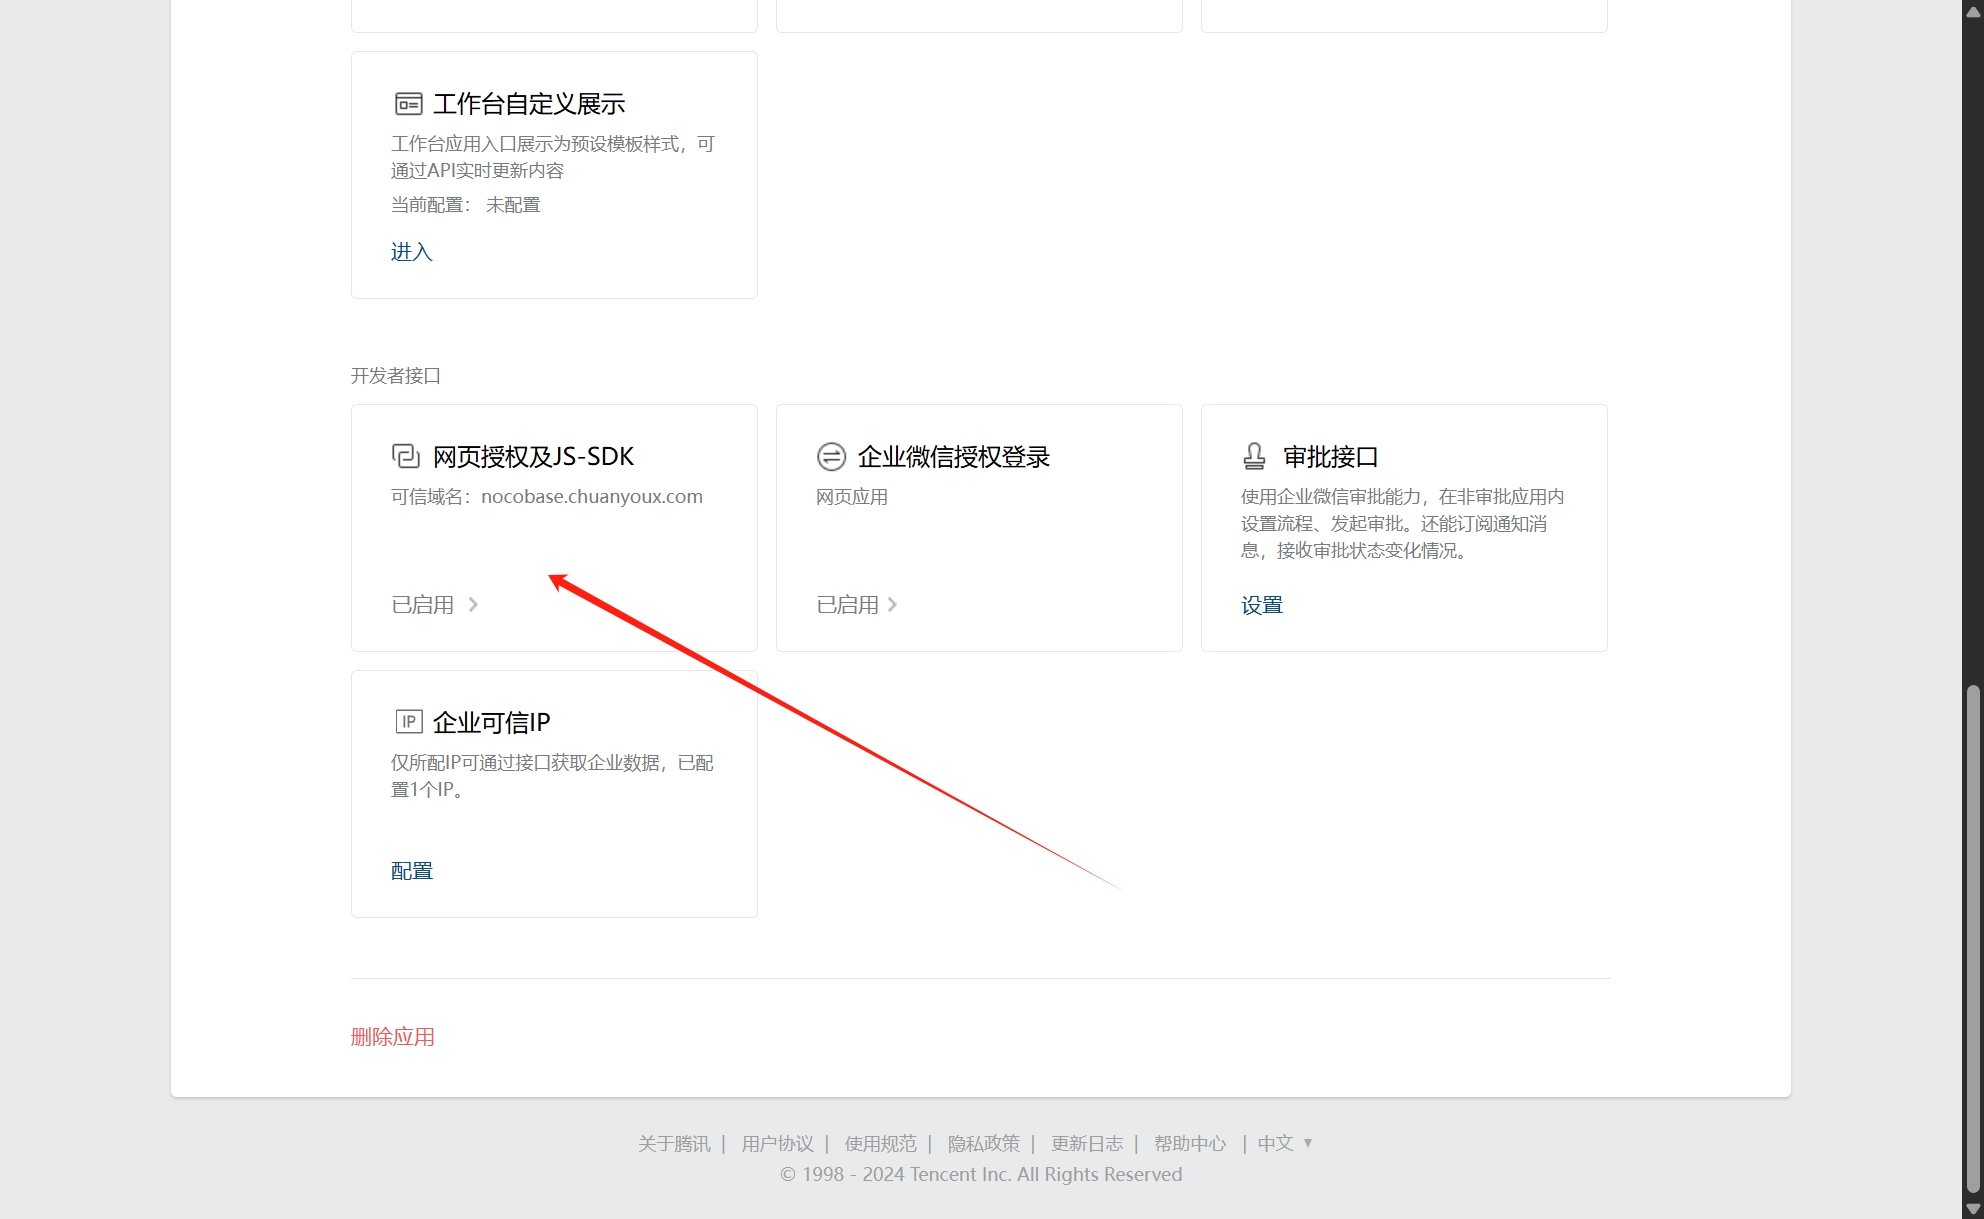 工作台自定义展示
工作台应用入口展示为预设模板样式，可
通过API实时更新内容
当前配置： 未配置
进入
开发者接口
网页授权及JS-SDK
可信域名：nocobase.chuanyoux.com
已启用
企业微信授权登录
网页应用
已启用
审批接口
使用企业微信审批能力，在非审批应用内
设置流程、发起审批。还能订阅通知消
息，接收审批状态变化情况。
设置
IP 企业可信IP
仅所配IP可通过接口获取企业数据，已配
置1个IP。
配置
删除应用
关于腾讯 | 用户协议 | 使用规范 | 隐私政策 | 更新日志 | 帮助中心 | 中文 ▼
© 1998 - 2024 Tencent Inc. All Rights Reserved